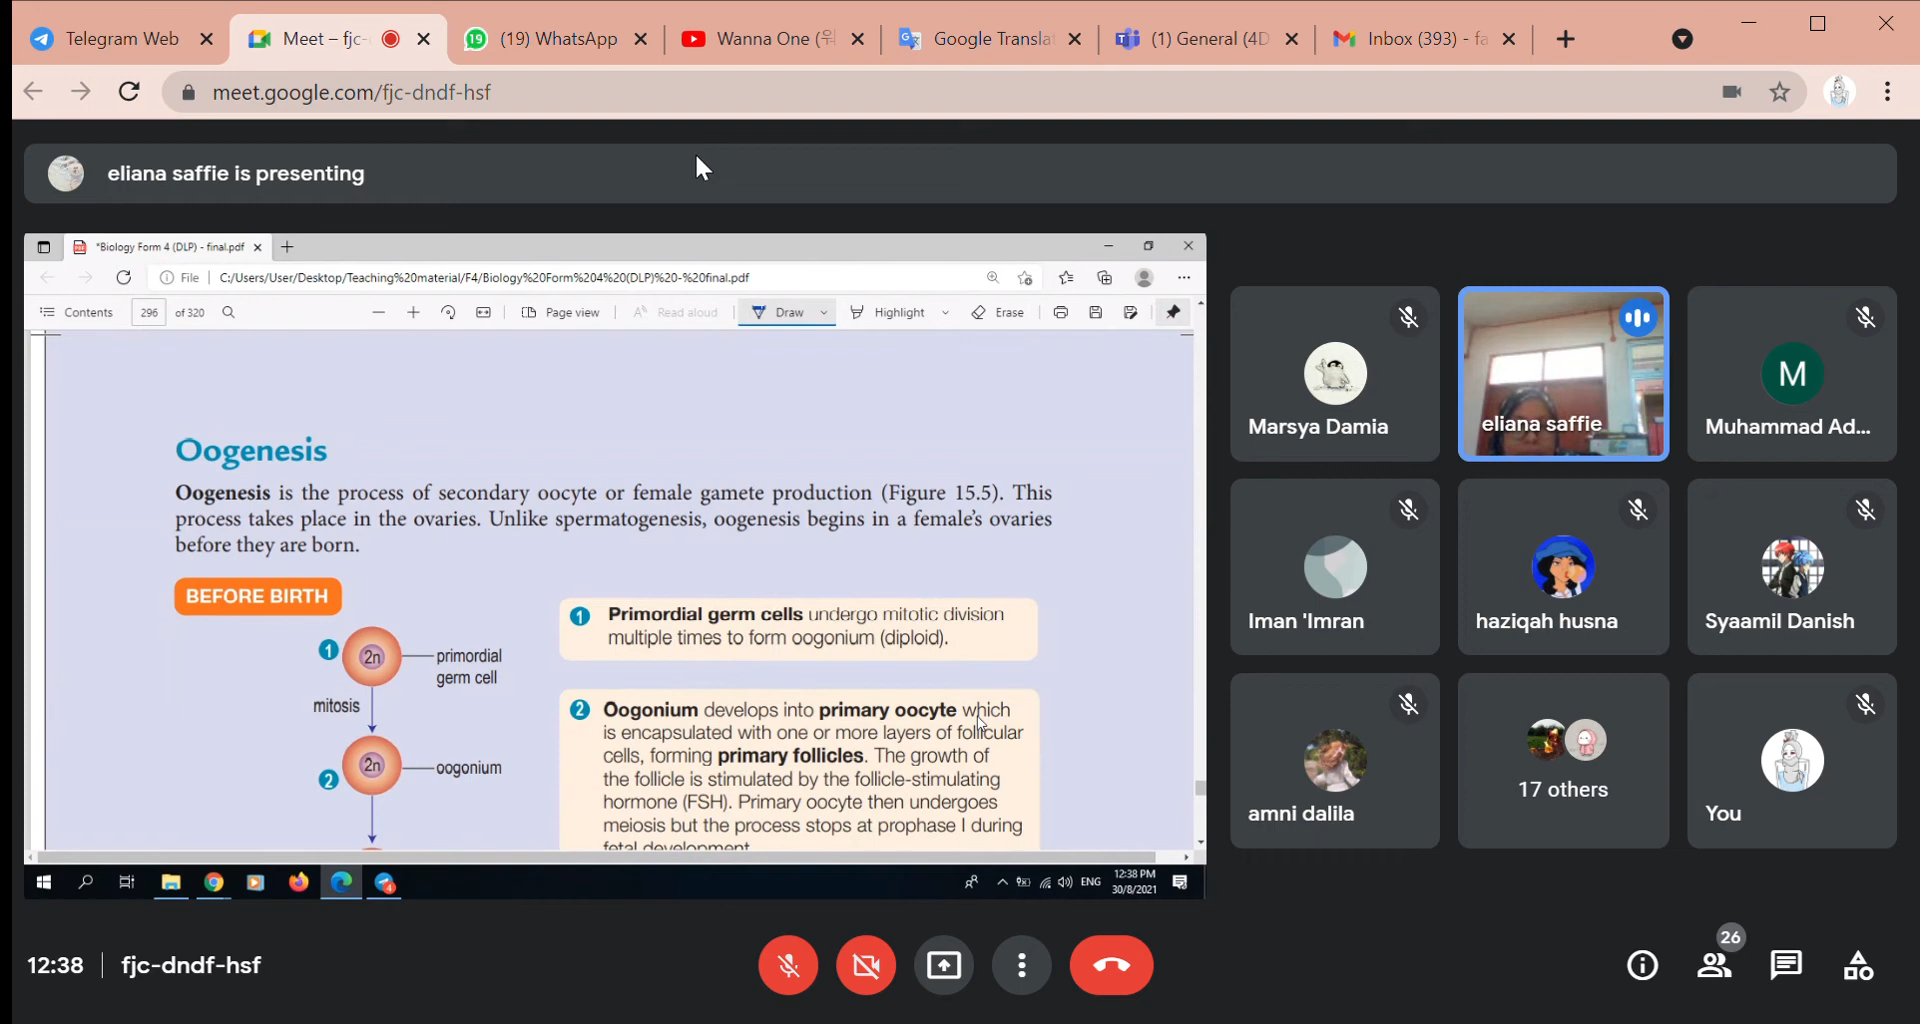 Telegram Web
Meet – fjc-
(19) WhatsApp
Wanna One (워
Google Translat
(1) General (4D
Inbox (393) - fa
meet.google.com/fjc-dndf-hsf
eliana saffie is presenting
*Biology Form 4 (DLP) - final.pdf
File
C:/Users/User/Desktop/Teaching%20material/F4/Biology%20Form%204%20(DLP)%20-%20final.pdf
Contents
296
of 320
Page view
Read aloud
Draw
Highlight
Erase
Oogenesis
Oogenesis is the process of secondary oocyte or female gamete production (Figure 15.5). This
process takes place in the ovaries. Unlike spermatogenesis, oogenesis begins in a female's ovaries
before they are born.
BEFORE BIRTH
1
2n
primordial
germ cell
mitosis
2
2n
oogonium
1 Primordial germ cells undergo mitotic division
multiple times to form oogonium (diploid).
2 Oogonium develops into primary oocyte which
is encapsulated with one or more layers of follicular
cells, forming primary follicles. The growth of
the follicle is stimulated by the follicle-stimulating
hormone (FSH). Primary oocyte then undergoes
meiosis but the process stops at prophase I during
fetal development.
ENG
12:38 PM
30/8/2021
Marsya Damia
eliana saffie
M
Muhammad Ad...
Iman 'Imran
haziqah husna
Syaamil Danish
amni dalila
17 others
You
12:38
fjc-dndf-hsf
26